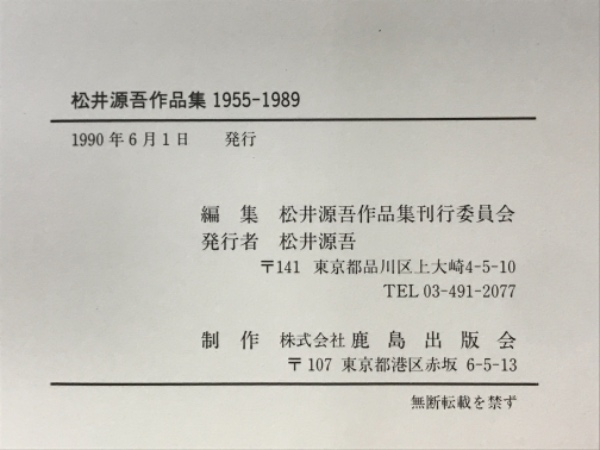 松井源吾作品集 1955-1989
1990年6月1日 発行
編 集 松井源吾作品集刊行委員会
発行者 松井源吾
〒141 東京都品川区上大崎4-5-10
TEL 03-491-2077
制 作 株式会社 鹿島出版会
〒107 東京都港区赤坂 6-5-13
無断転載を禁ず